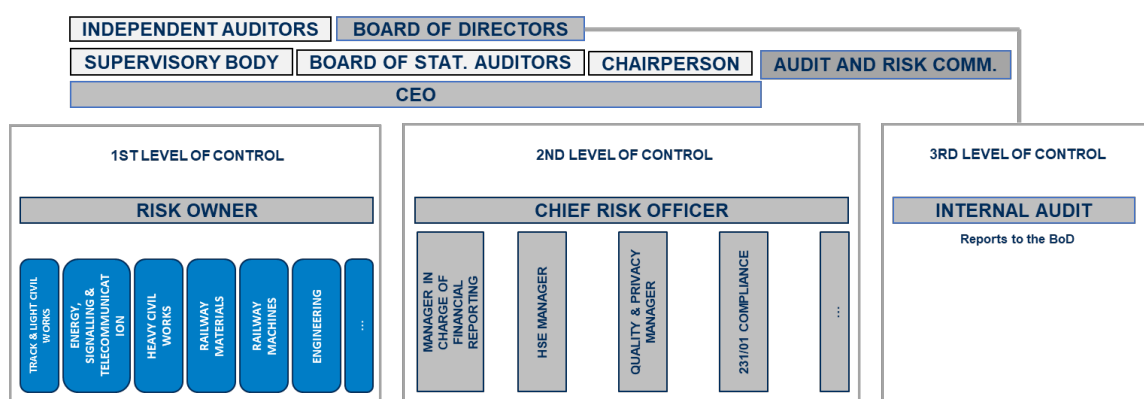 INDEPENDENT AUDITORS
BOARD OF DIRECTORS
SUPERVISORY BODY
BOARD OF STAT. AUDITORS
CHAIRPERSON
AUDIT AND RISK COMM.
CEO
1ST LEVEL OF CONTROL
RISK OWNER
TRACK & LIGHT CIVIL
WORKS
ENERGY,
SIGNALLING &
TELECOMMUNICAT
ION
HEAVY CIVIL
WORKS
RAILWAY
MATERIALS
RAILWAY
MACHINES
ENGINEERING
...
2ND LEVEL OF CONTROL
CHIEF RISK OFFICER
MANAGER IN
CHARGE OF
FINANCIAL
REPORTING
HSE MANAGER
QUALITY & PRIVACY
MANAGER
231/01 COMPLIANCE
...
3RD LEVEL OF CONTROL
INTERNAL AUDIT
Reports to the BoD